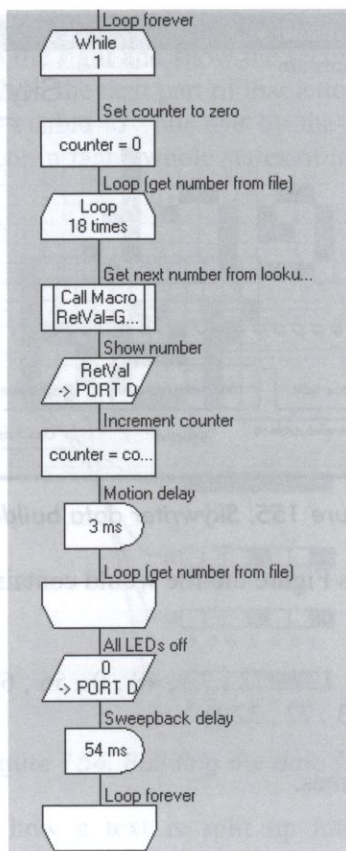 Loop forever
While
Set counter to zero
counter = 0
Loop (get number from file)
Loop
18 times
Get next number from looku...
Call Macro
RetVal=G...
Show number
RetVal
-> PORT D
Increment counter
counter = co...
Motion delay
3 ms
Loop (get number from file)
All LEDs off
0
-> PORT D
Sweepback delay
54 ms
Loop forever